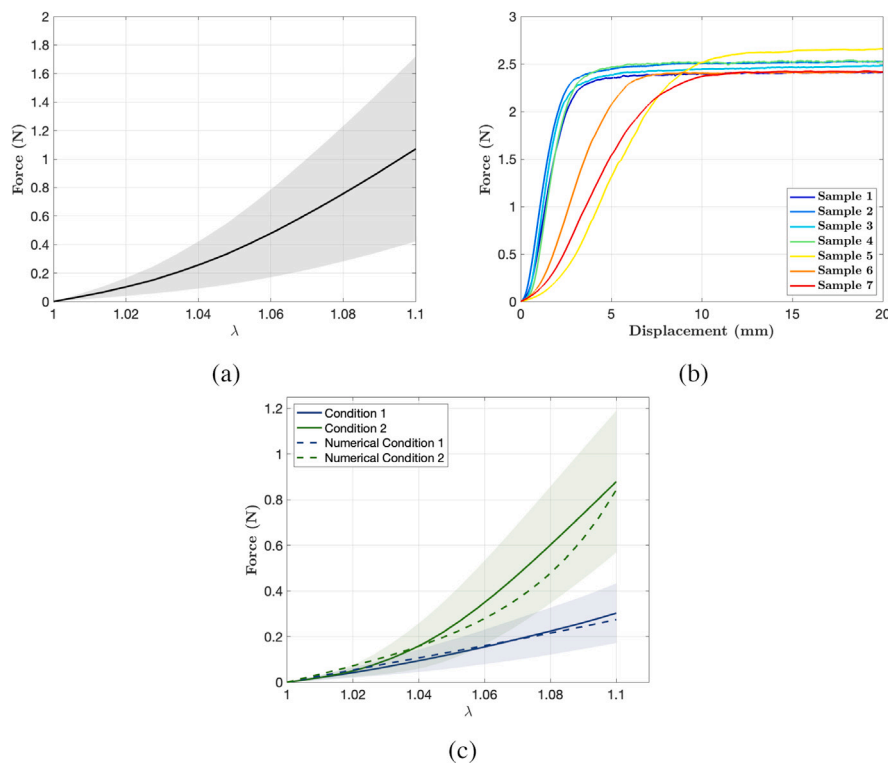 2
1.8
1.6
1.4
1.2
1
0.8
0.6
0.4
0.2
0
Force (N)
1 1.02 1.04 1.06 1.08 1.1
λ
(a)
3
2.5
2
1.5
1
0.5
0
Force (N)
Sample 1
Sample 2
Sample 3
Sample 4
Sample 5
Sample 6
Sample 7
0 5 10 15 20
Displacement (mm)
(b)
1.2
1
0.8
0.6
0.4
0.2
0
Force (N)
Condition 1
Condition 2
Numerical Condition 1
Numerical Condition 2
1 1.02 1.04 1.06 1.08 1.1
λ
(c)